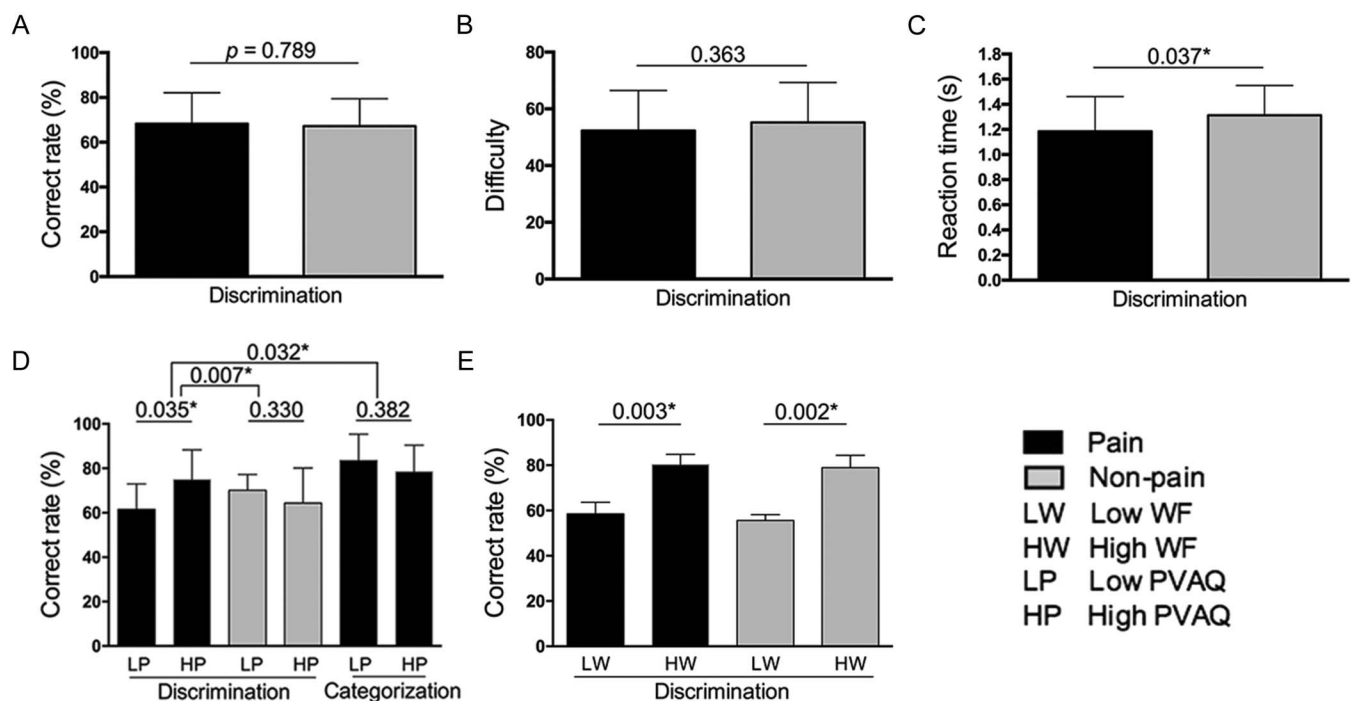 A
Correct rate (%)
100
80
60
40
20
0
p = 0.789
Discrimination
B
Difficulty
80
60
40
20
0
0.363
Discrimination
C
Reaction time (s)
1.8
1.6
1.4
1.2
1.0
0.8
0.6
0.4
0.2
0.0
0.037*
Discrimination
D
0.032*
0.007*
0.035*
0.330
0.382
Correct rate (%)
100
80
60
40
20
0
LP HP LP HP LP HP
Discrimination Categorization
E
Correct rate (%)
100
80
60
40
20
0
0.003*
0.002*
LW HW LW HW
Discrimination
Pain
Non-pain
LW Low WF
HW High WF
LP Low PVAQ
HP High PVAQ